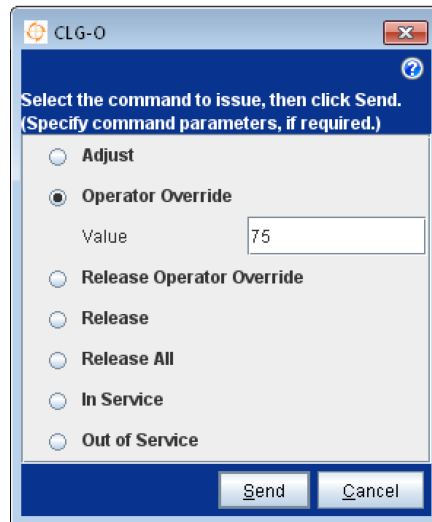 CLG-O
Select the command to issue, then click Send.
(Specify command parameters, if required.)
Adjust
Operator Override
Value 75
Release Operator Override
Release
Release All
In Service
Out of Service
Send Cancel